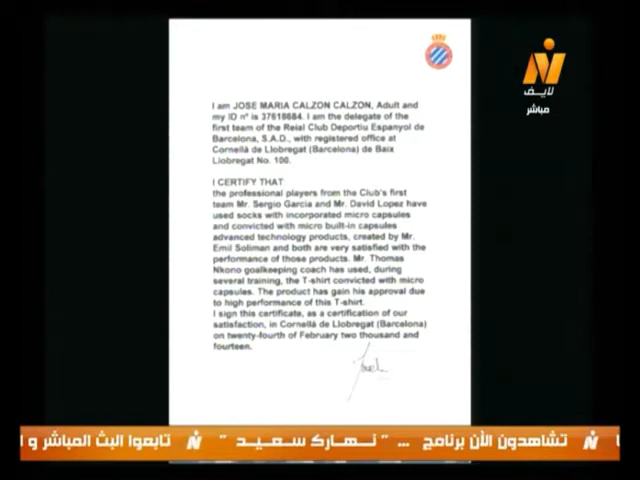 لايف
مباشر
I am JOSE MARIA CALZON CALZON, Adult and
my ID nº is 37618684. I am the delegate of the
first team of the Reial Club Deportiu Espanyol de
Barcelona, S.A.D., with registered office at
Cornellà de Llobregat (Barcelona) de Baix
Llobregat No. 100.
I CERTIFY THAT
the professional players from the Club's first
team Mr. Sergio Garcia and Mr. David Lopez have
used socks with incorporated micro capsules
and convicted with micro built-in capsules
advanced technology products, created by Mr.
Emil Soliman and both are very satisfied with the
performance of those products. Mr. Thomas
Nkono goalkeeping coach has used, during
several training, the T-shirt convicted with micro
capsules. The product has gain his approval due
to high performance of this T-shirt.
I sign this certificate, as a certification of our
satisfaction, in Cornellà de Llobregat (Barcelona)
on twenty-fourth of February two thousand and
fourteen.
تشاهدون الأن برنامج ... " نهارك سعيد " تابعوا البث المباشر و